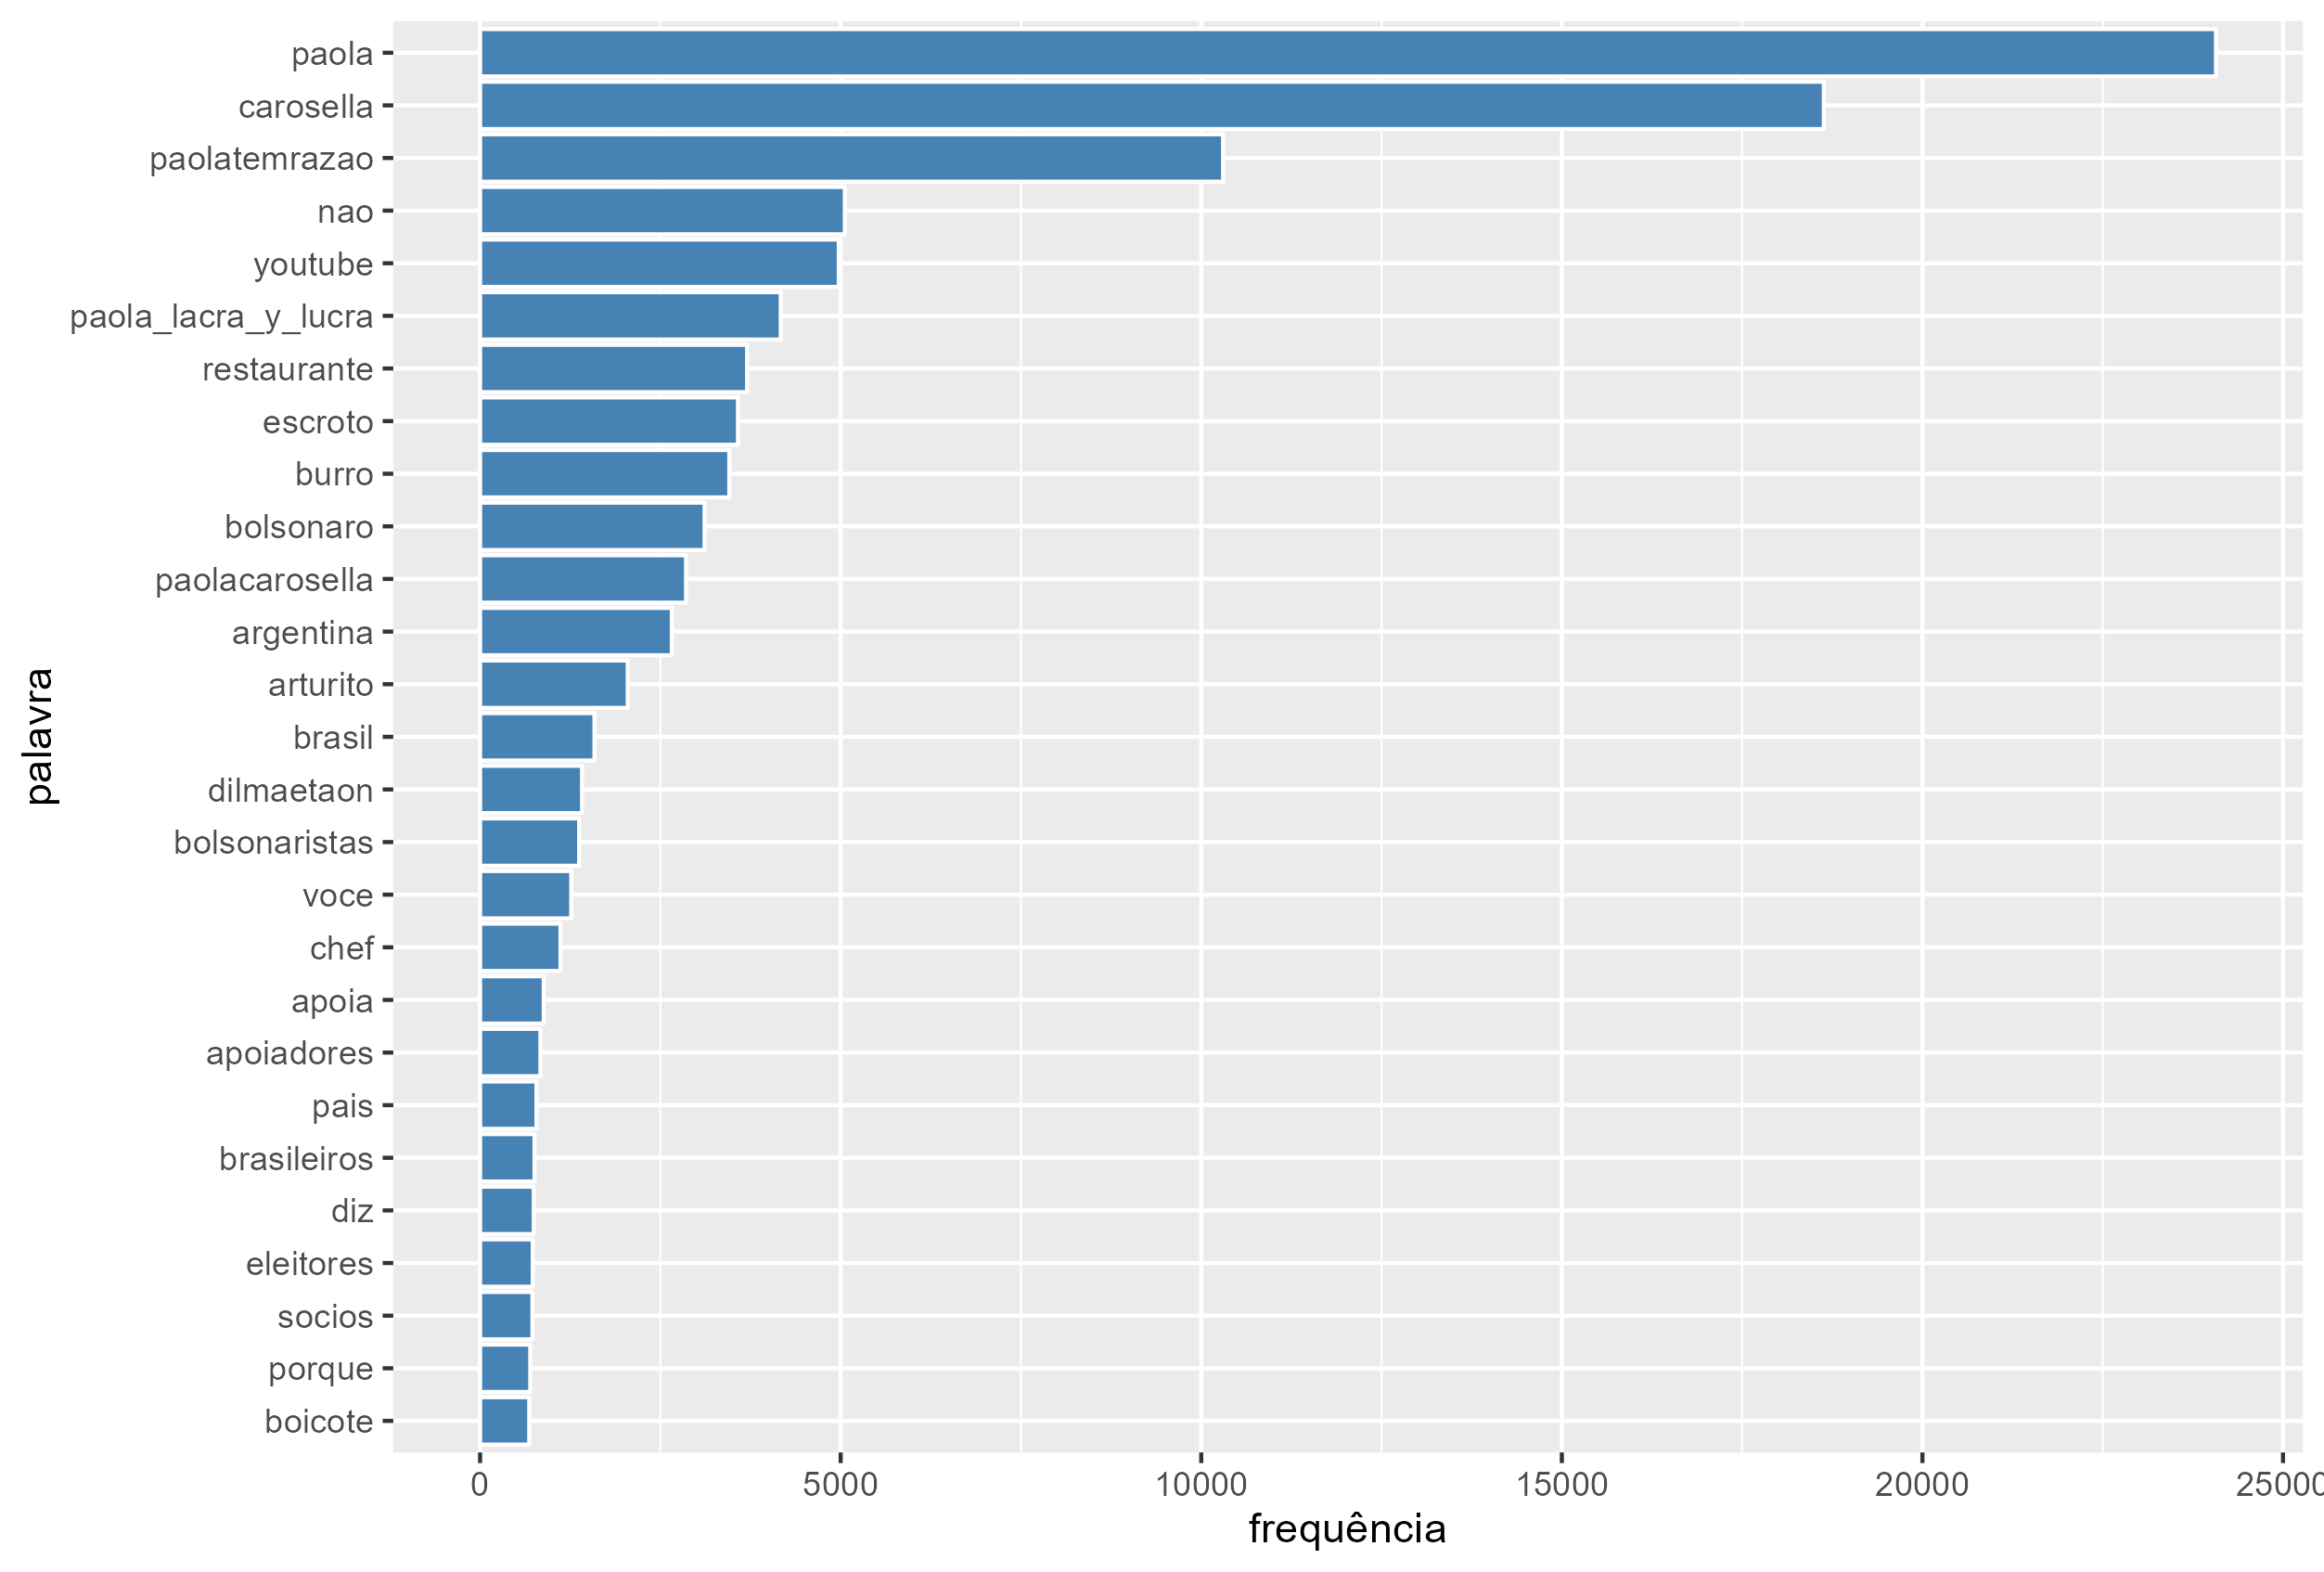 paola
carosella
paolatemrazao
nao
youtube
paola_lacra_y_lucra
restaurante
escroto
burro
bolsonaro
paolacarosella
argentina
arturito
brasil
dilmaetaon
bolsonaristas
voce
chef
apoia
apoiadores
pais
brasileiros
diz
eleitores
socios
porque
boicote
palavra
0 5000 10000 15000 20000 25000
frequência